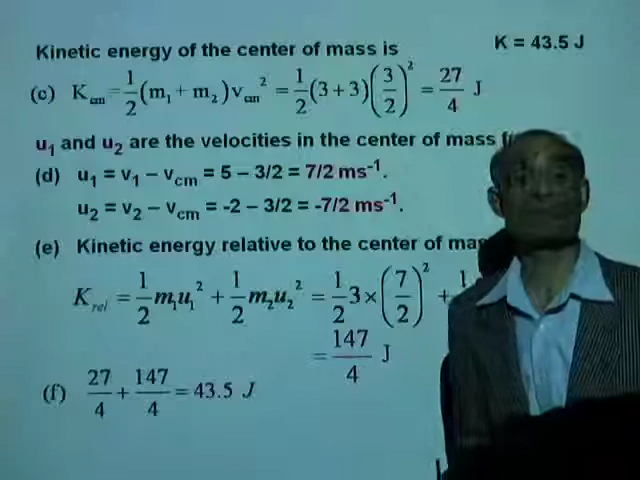 Kinetic energy of the center of mass is K = 43.5 J
(c) K_cm = 1/2 (m₁ + m₂)v_cm² = 1/2 (3 + 3)(3/2)² = 27/4 J
u₁ and u₂ are the velocities in the center of mass
(d) u₁ = v₁ – v_cm = 5 – 3/2 = 7/2 ms⁻¹.
u₂ = v₂ – v_cm = -2 – 3/2 = -7/2 ms⁻¹.
(e) Kinetic energy relative to the center of
K_rel = 1/2 m₁u₁² + 1/2 m₂u₂² = 1/2 3×(7/2)² +
= 147/4 J
(f) 27/4 + 147/4 = 43.5 J